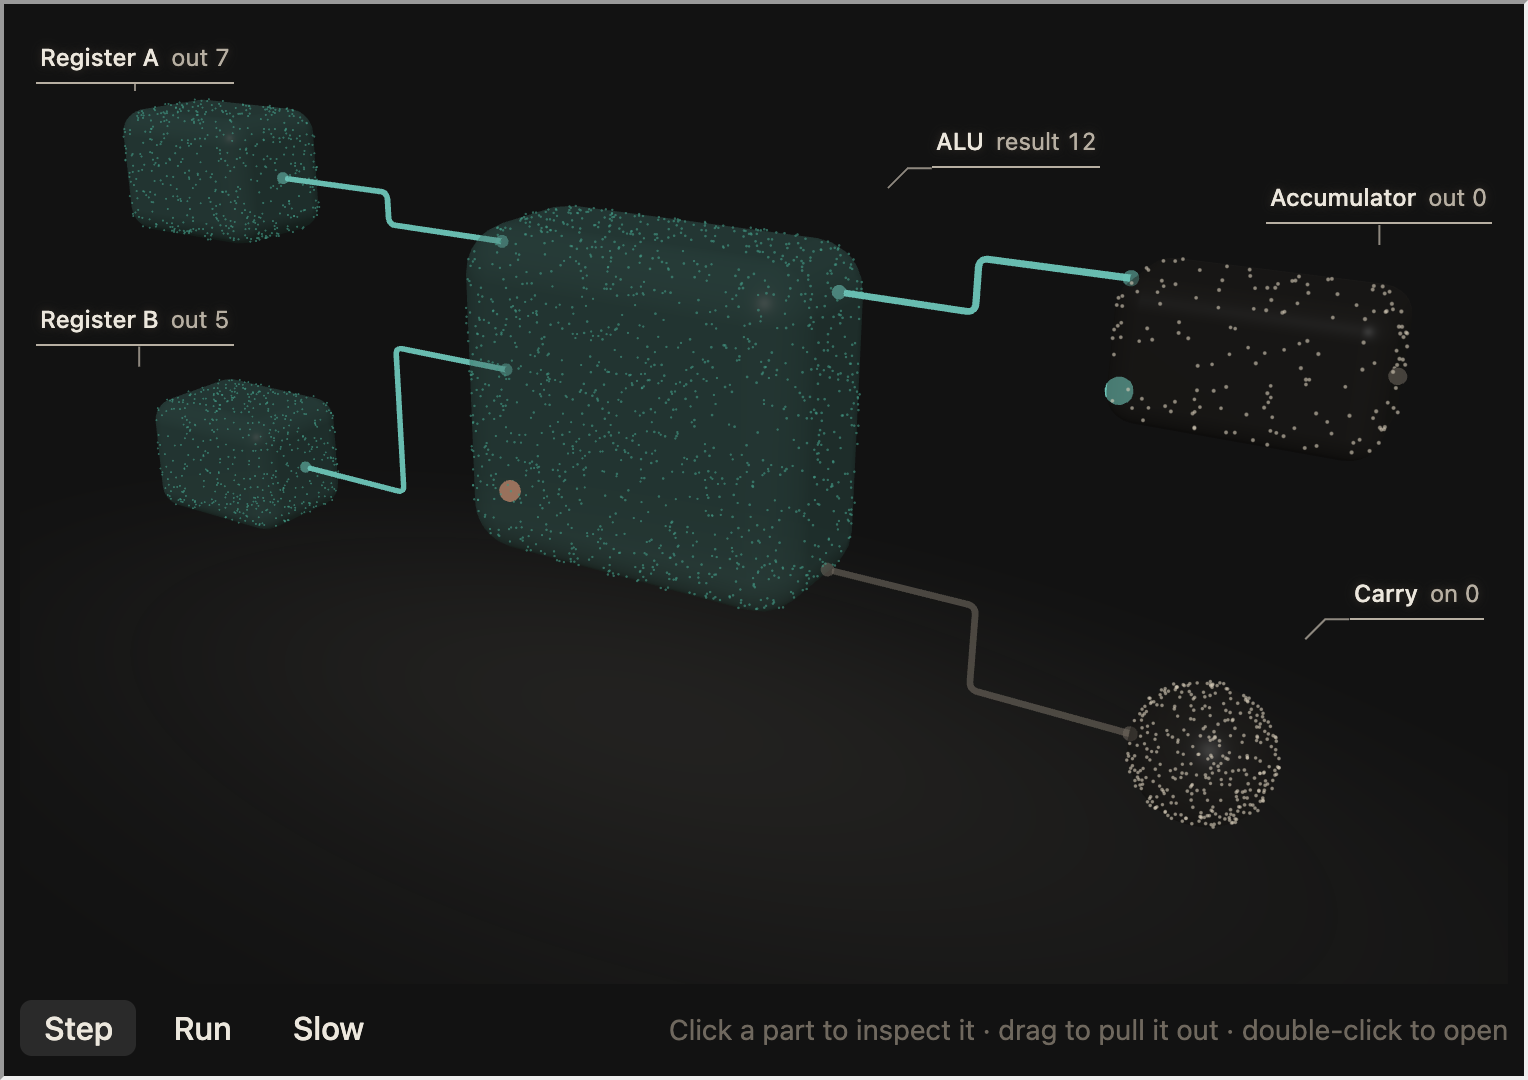 Register A out 7
ALU result 12
Accumulator out 0
Register B out 5
Carry on 0
Step Run Slow
Click a part to inspect it · drag to pull it out · double-click to open